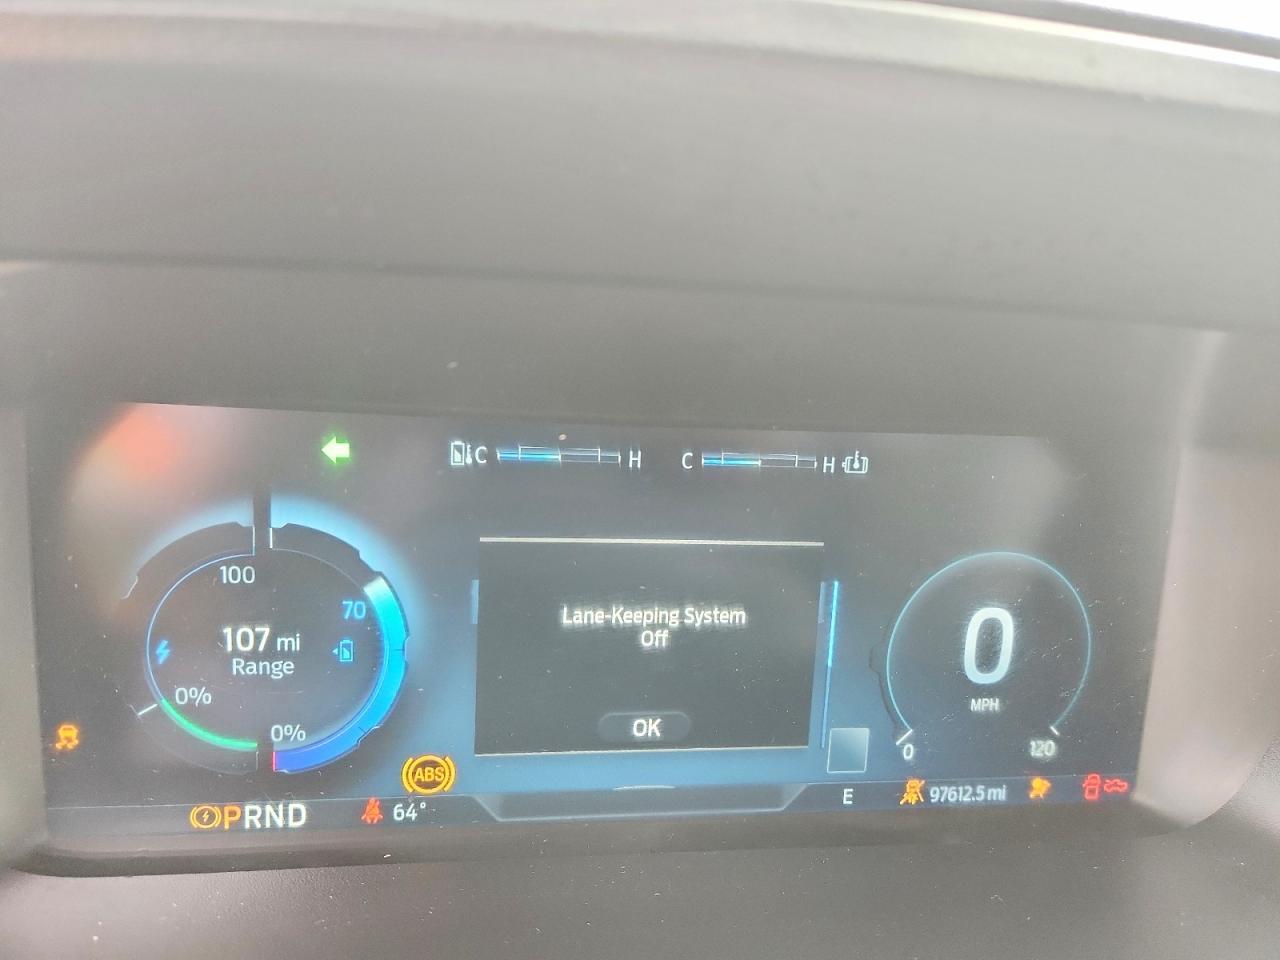 C H C H
100
70
107 mi
Range
0%
0%
Lane-Keeping System
Off
OK
0
MPH
0 120
ABS
PRND 64° E 97612.5 mi